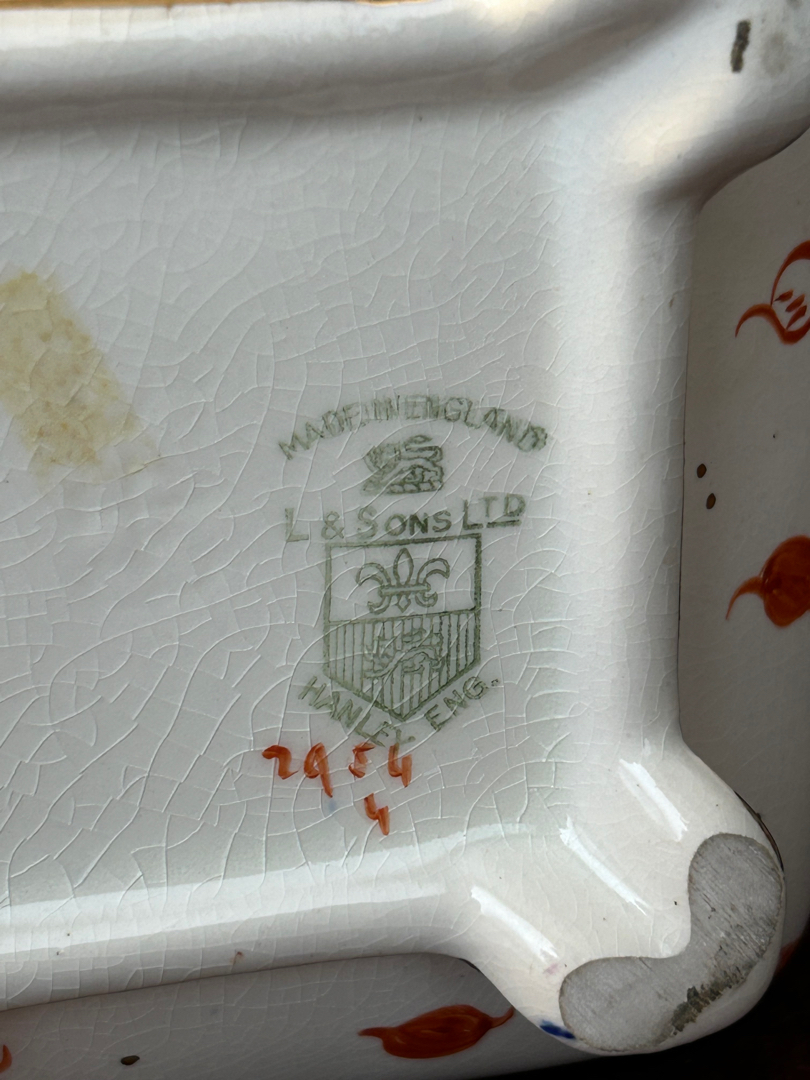 MADE IN ENGLAND
L & SONS LTD
HANLEY ENG.
2954
4